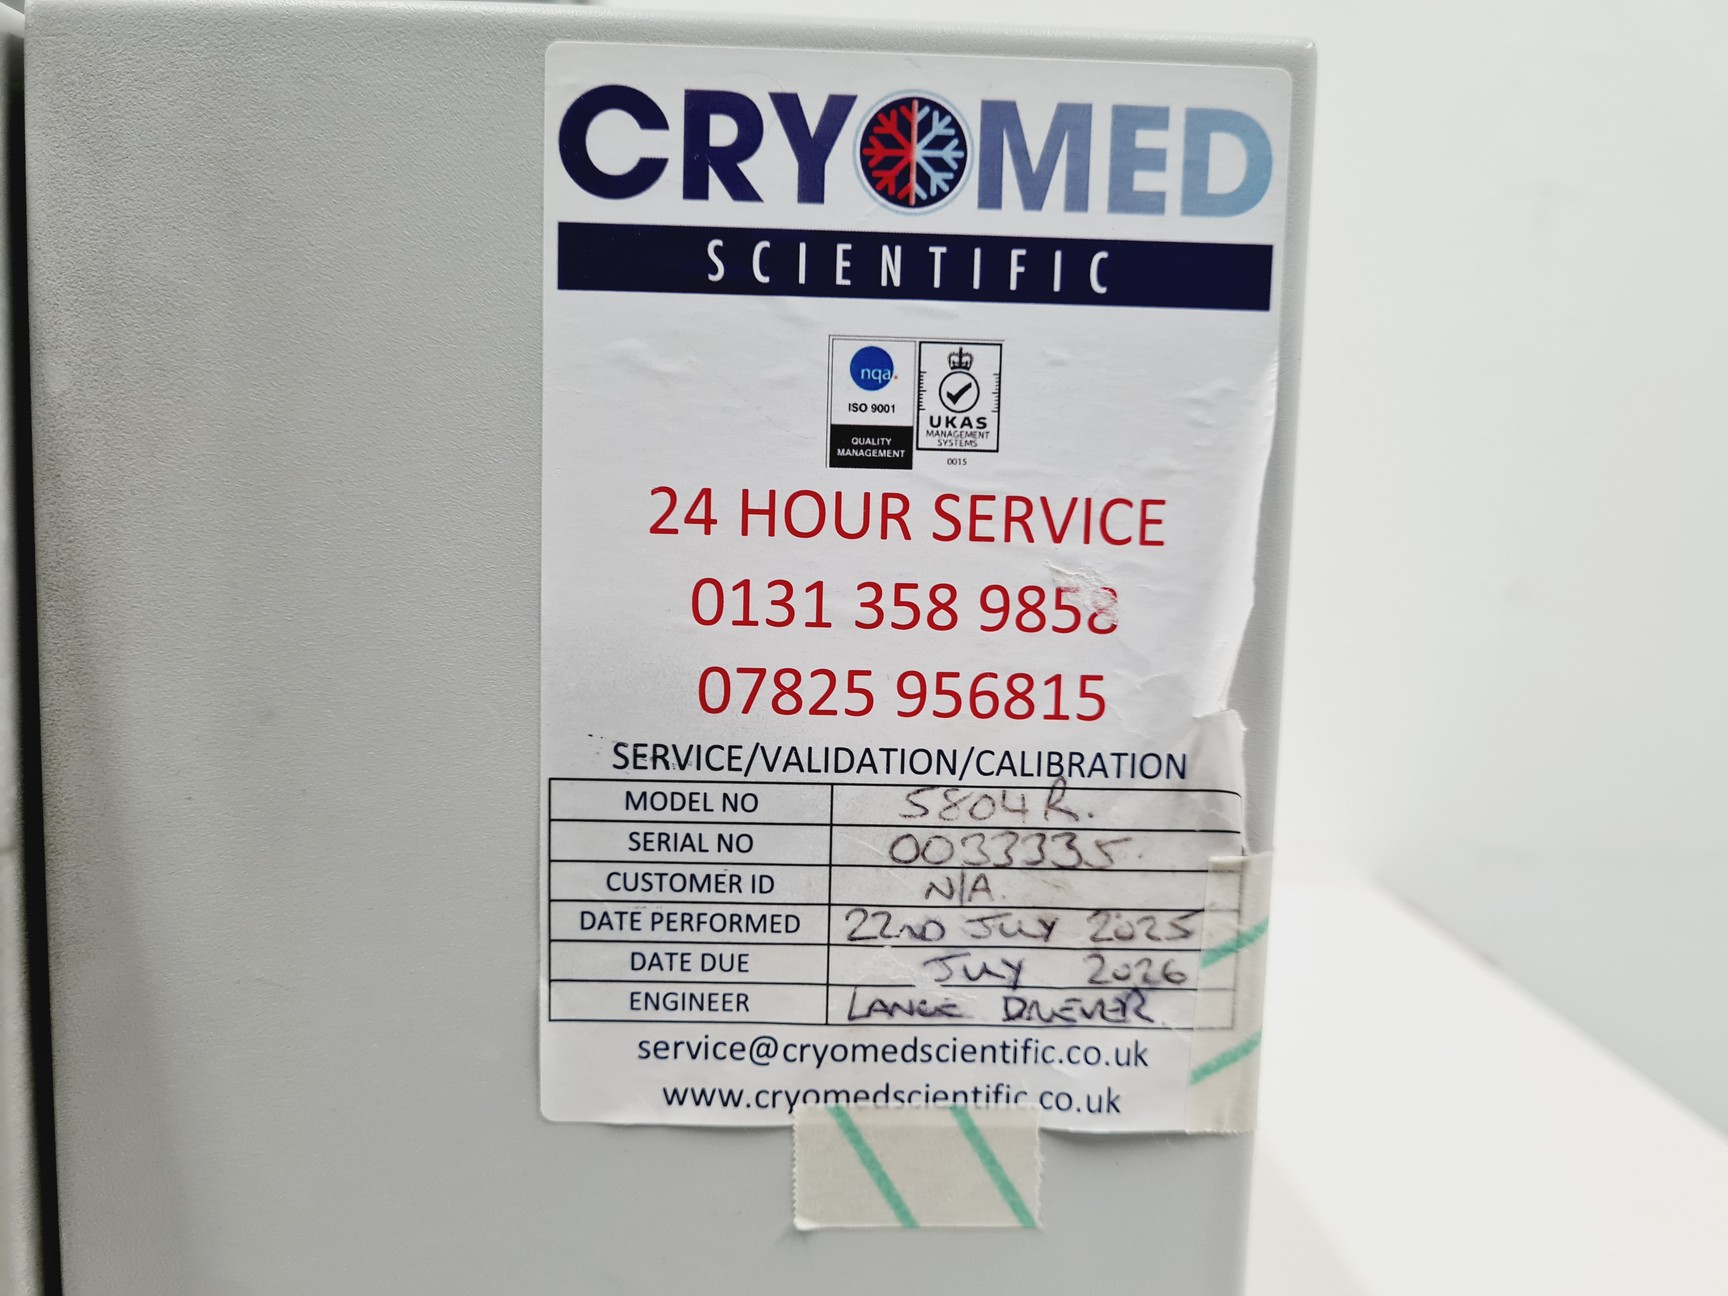 CRYOMED
SCIENTIFIC
nqa.
ISO 9001
QUALITY
MANAGEMENT
UKAS
MANAGEMENT
SYSTEMS
0015
24 HOUR SERVICE
0131 358 9858
07825 956815
SERVICE/VALIDATION/CALIBRATION
MODEL NO 5804R.
SERIAL NO 0033335.
CUSTOMER ID N/A.
DATE PERFORMED 22ND JULY 2025
DATE DUE JULY 2026
ENGINEER LANCE DREVER
service@cryomedscientific.co.uk
www.cryomedscientific.co.uk